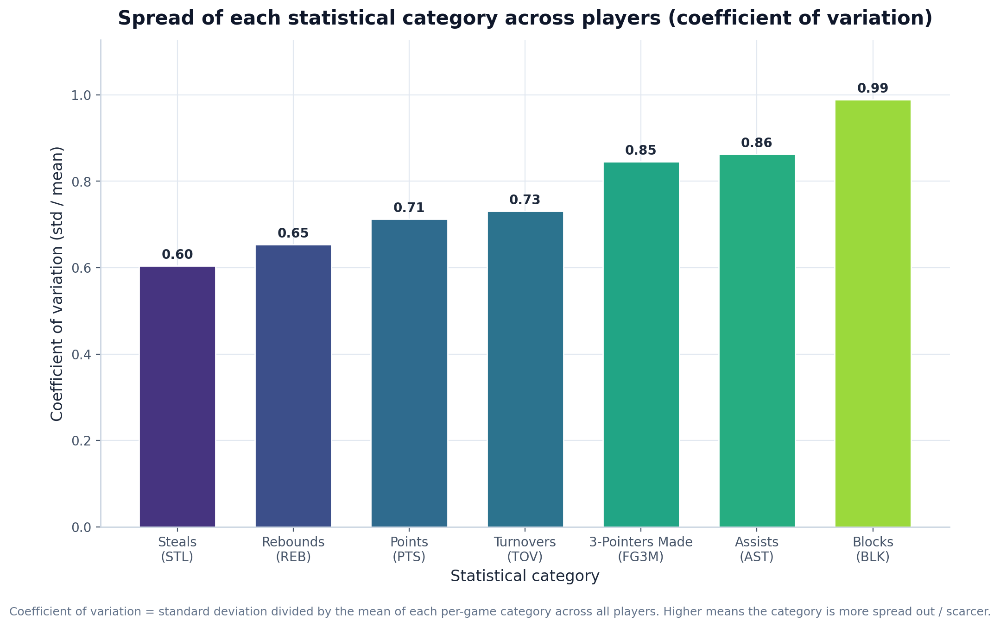 Spread of each statistical category across players (coefficient of variation)
Coefficient of variation (std / mean)
1.0
0.8
0.6
0.4
0.2
0.0
0.60
0.65
0.71
0.73
0.85
0.86
0.99
Steals
(STL)
Rebounds
(REB)
Points
(PTS)
Turnovers
(TOV)
3-Pointers Made
(FG3M)
Assists
(AST)
Blocks
(BLK)
Statistical category
Coefficient of variation = standard deviation divided by the mean of each per-game category across all players. Higher means the category is more spread out / scarcer.